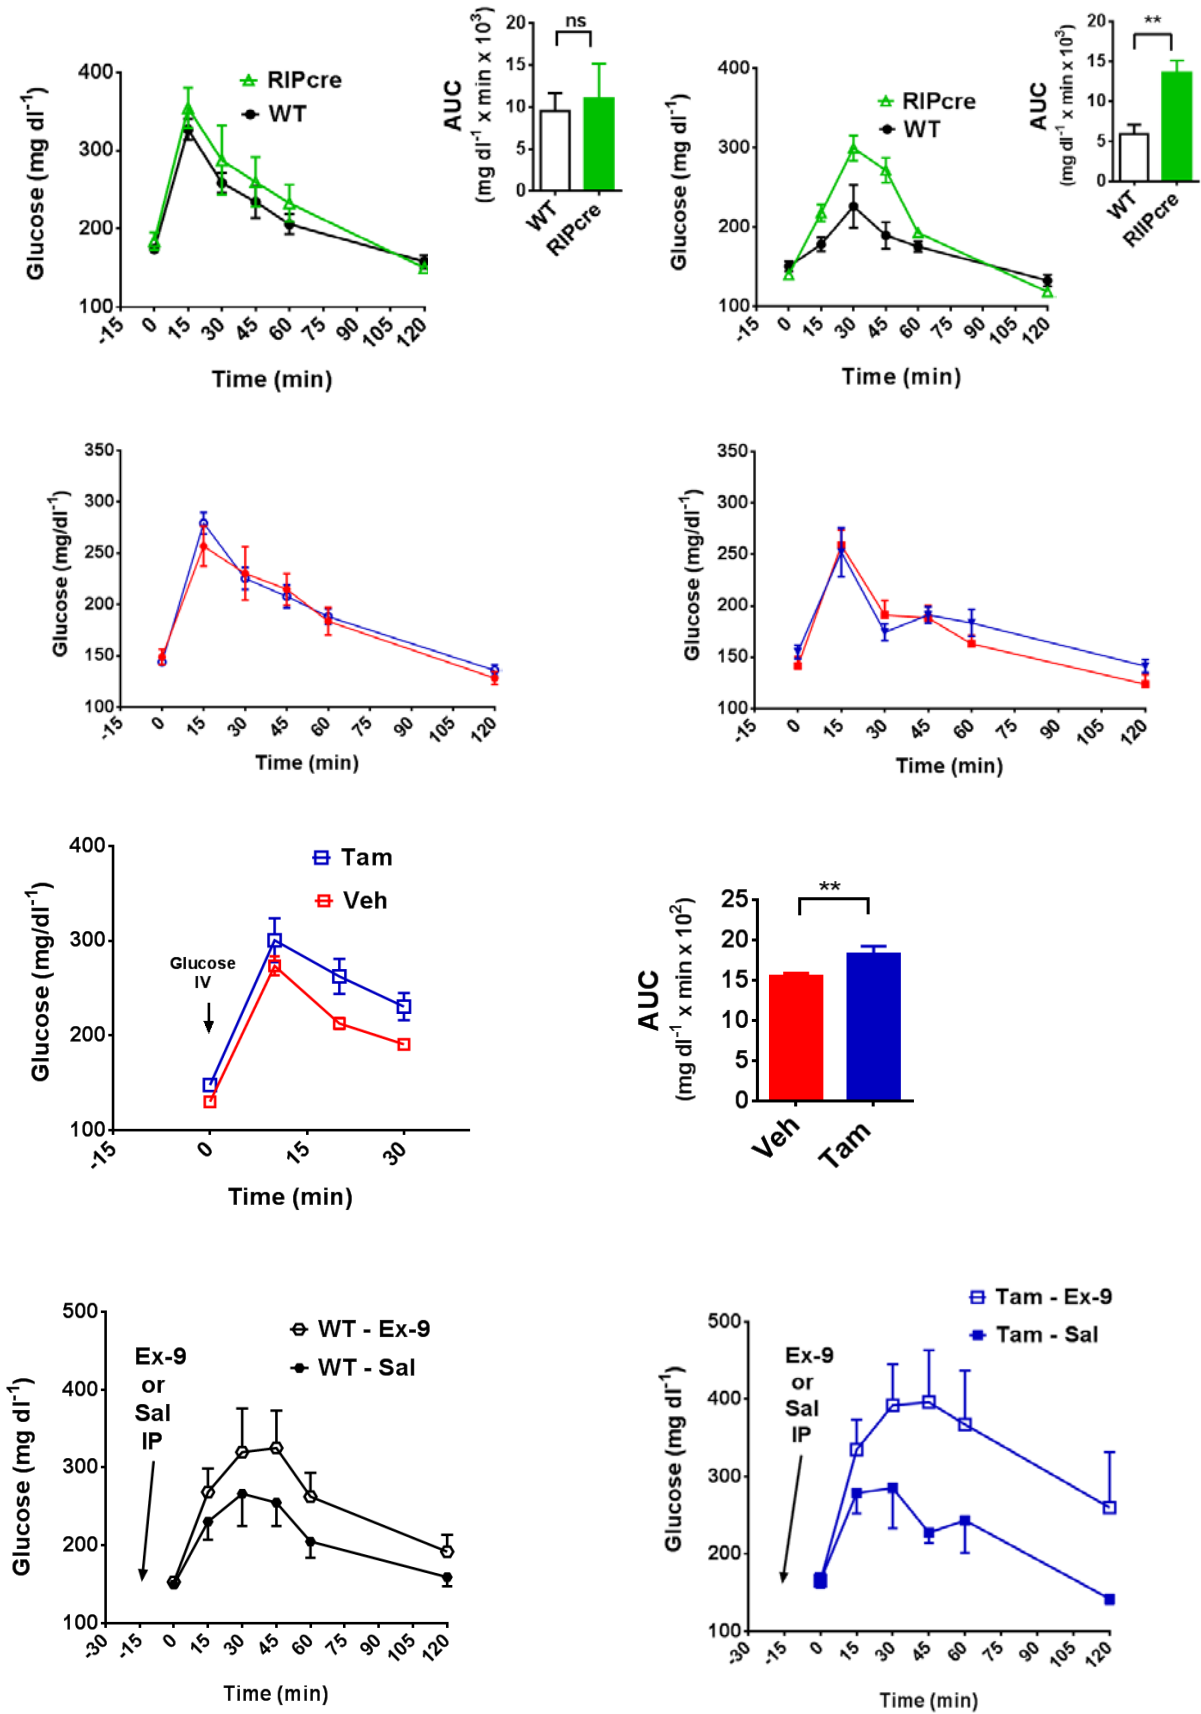 RIPcre
WT
Glucose (mg dl-1)
400
300
200
100
-15 0 15 30 45 60 75 90 105 120
Time (min)
AUC
(mg dl-1 x min x 103)
20
15
10
5
0
ns
WT
RIPcre
RIPcre
WT
Glucose (mg dl-1)
400
300
200
100
-15 0 15 30 45 60 75 90 105 120
Time (min)
AUC
(mg dl-1 x min x 103)
20
15
10
5
0
**
WT
RIIPcre
Glucose (mg/dl-1)
350
300
250
200
150
100
-15 0 15 30 45 60 75 90 105 120
Time (min)
Glucose (mg/dl-1)
350
300
250
200
150
100
-15 0 15 30 45 60 75 90 105 120
Time (min)
Glucose (mg/dl-1)
400
300
200
100
Tam
Veh
Glucose
IV
-15 0 15 30
Time (min)
AUC
(mg dl-1 x min x 102)
25
20
15
10
5
0
**
Veh
Tam
Glucose (mg dl-1)
500
400
300
200
100
WT - Ex-9
WT - Sal
Ex-9
or
Sal
IP
-30 -15 0 15 30 45 60 75 90 105 120
Time (min)
Glucose (mg dl-1)
500
400
300
200
100
Tam - Ex-9
Tam - Sal
Ex-9
or
Sal
IP
-30 -15 0 15 30 45 60 75 90 105 120
Time (min)